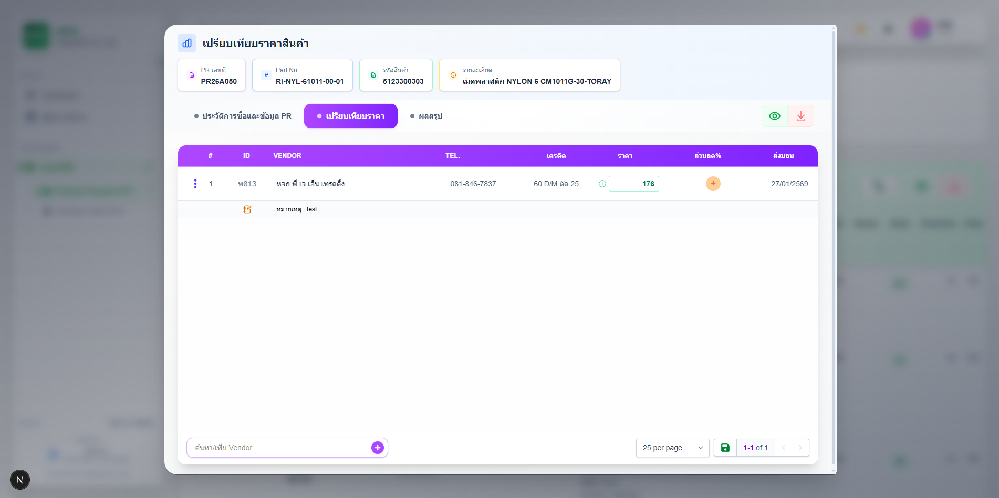 เปรียบเทียบราคาสินค้า
PR เลขที่
PR26A050
Part No
RI-NYL-61011-00-01
รหัสสินค้า
5123300303
รายละเอียด
เม็ดพลาสติก NYLON 6 CM1011G-30-TORAY
ประวัติการซื้อและข้อมูล PR
เปรียบเทียบราคา
ผลสรุป
# ID VENDOR TEL. เครดิต ราคา ส่วนลด% ส่งมอบ
1 พ013 หจก.พี.เจ.เอ็น.เทรดดิ้ง 081-846-7837 60 D/M ตัด 25 176 + 27/01/2569
หมายเหตุ : test
ค้นหา/เพิ่ม Vendor...
25 per page
1-1 of 1
N